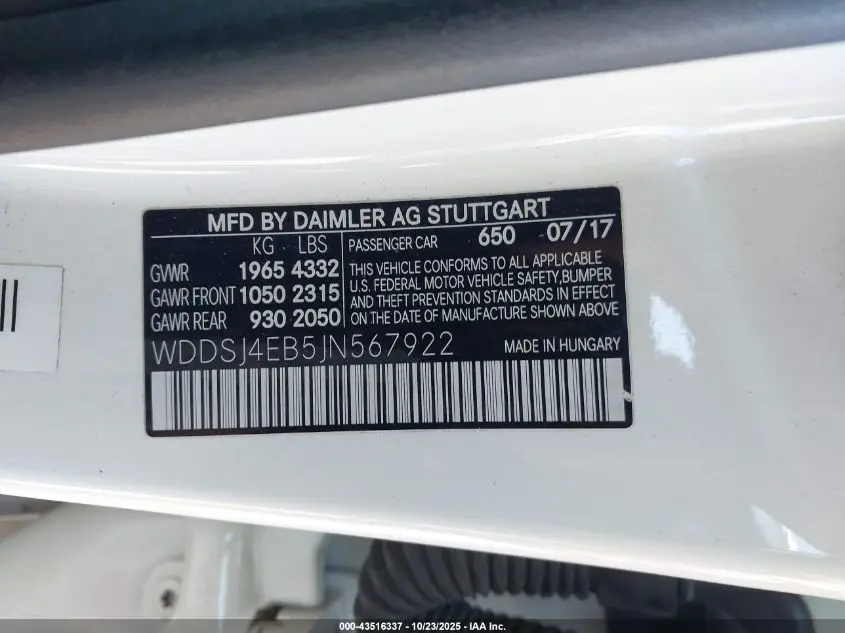 MFD BY DAIMLER AG STUTTGART
KG LBS
GVWR 1965 4332
GAWR FRONT 1050 2315
GAWR REAR 930 2050
PASSENGER CAR 650 07/17
THIS VEHICLE CONFORMS TO ALL APPLICABLE
U.S. FEDERAL MOTOR VEHICLE SAFETY,BUMPER
AND THEFT PREVENTION STANDARDS IN EFFECT
ON THE DATE OF MANUFACTURE SHOWN ABOVE
WDDSJ4EB5JN567922 MADE IN HUNGARY
000-43516337 - 10/23/2025 - IAA Inc.